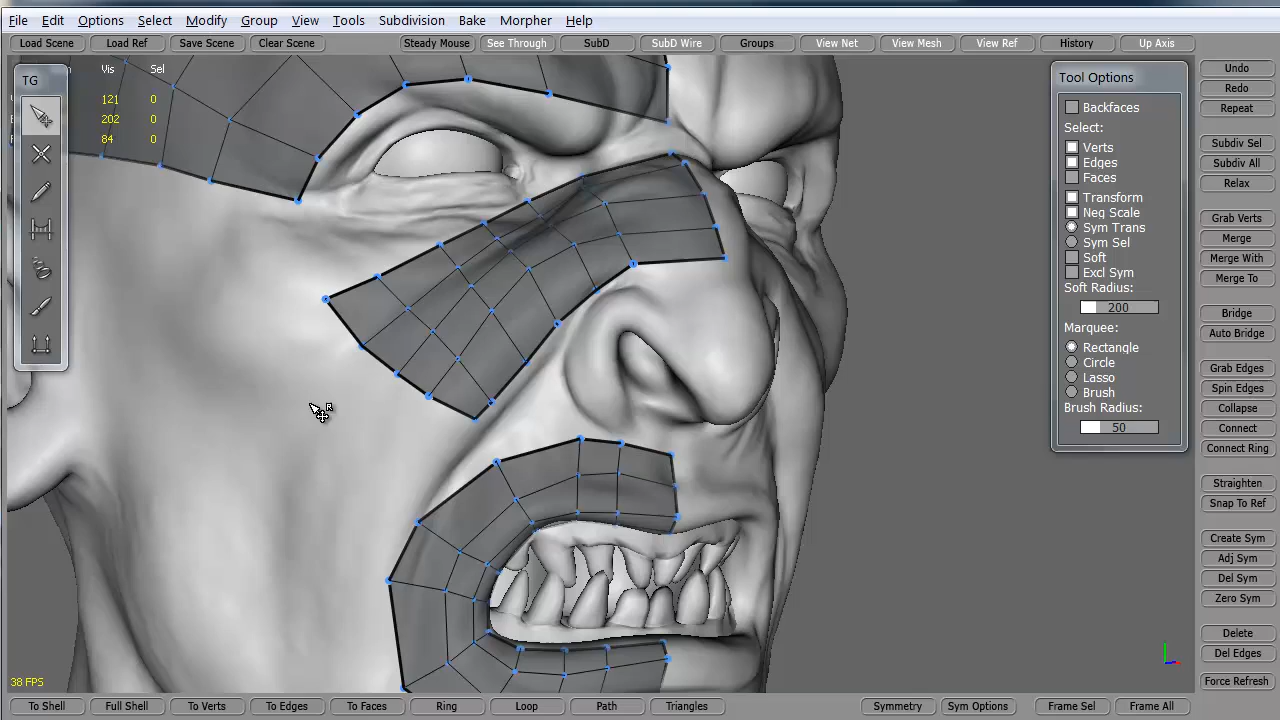 File Edit Options Select Modify Group View Tools Subdivision Bake Morpher Help
Load Scene Load Ref Save Scene Clear Scene Steady Mouse See Through SubD SubD Wire Groups View Net View Mesh View Ref History Up Axis
TG
Vis Sel
121 0
202 0
84 0
Tool Options
Backfaces
Select:
Verts
Edges
Faces
Transform
Neg Scale
Sym Trans
Sym Sel
Soft
Excl Sym
Soft Radius:
200
Marquee:
Rectangle
Circle
Lasso
Brush
Brush Radius:
50
Undo
Redo
Repeat
Subdiv Sel
Subdiv All
Relax
Grab Verts
Merge
Merge With
Merge To
Bridge
Auto Bridge
Grab Edges
Spin Edges
Collapse
Connect
Connect Ring
Straighten
Snap To Ref
Create Sym
Adj Sym
Del Sym
Zero Sym
Delete
Del Edges
Force Refresh
R
38 FPS
To Shell Full Shell To Verts To Edges To Faces Ring Loop Path Triangles Symmetry Sym Options Frame Sel Frame All